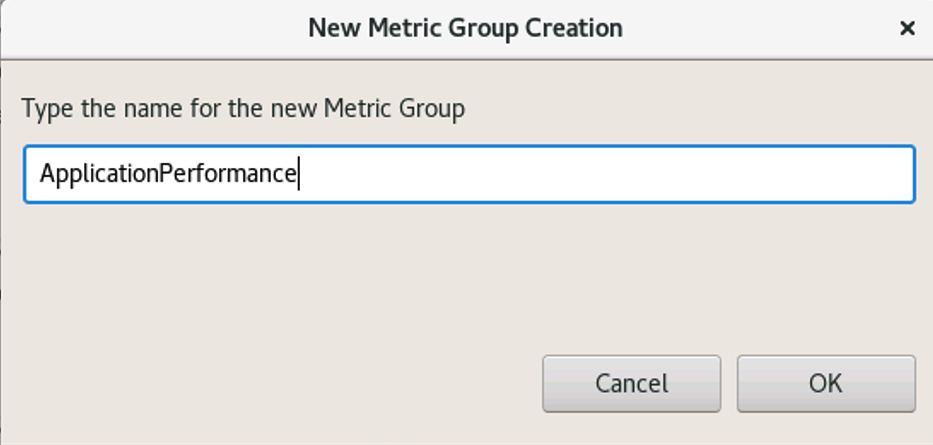 New Metric Group Creation
Type the name for the new Metric Group
ApplicationPerformance
Cancel OK